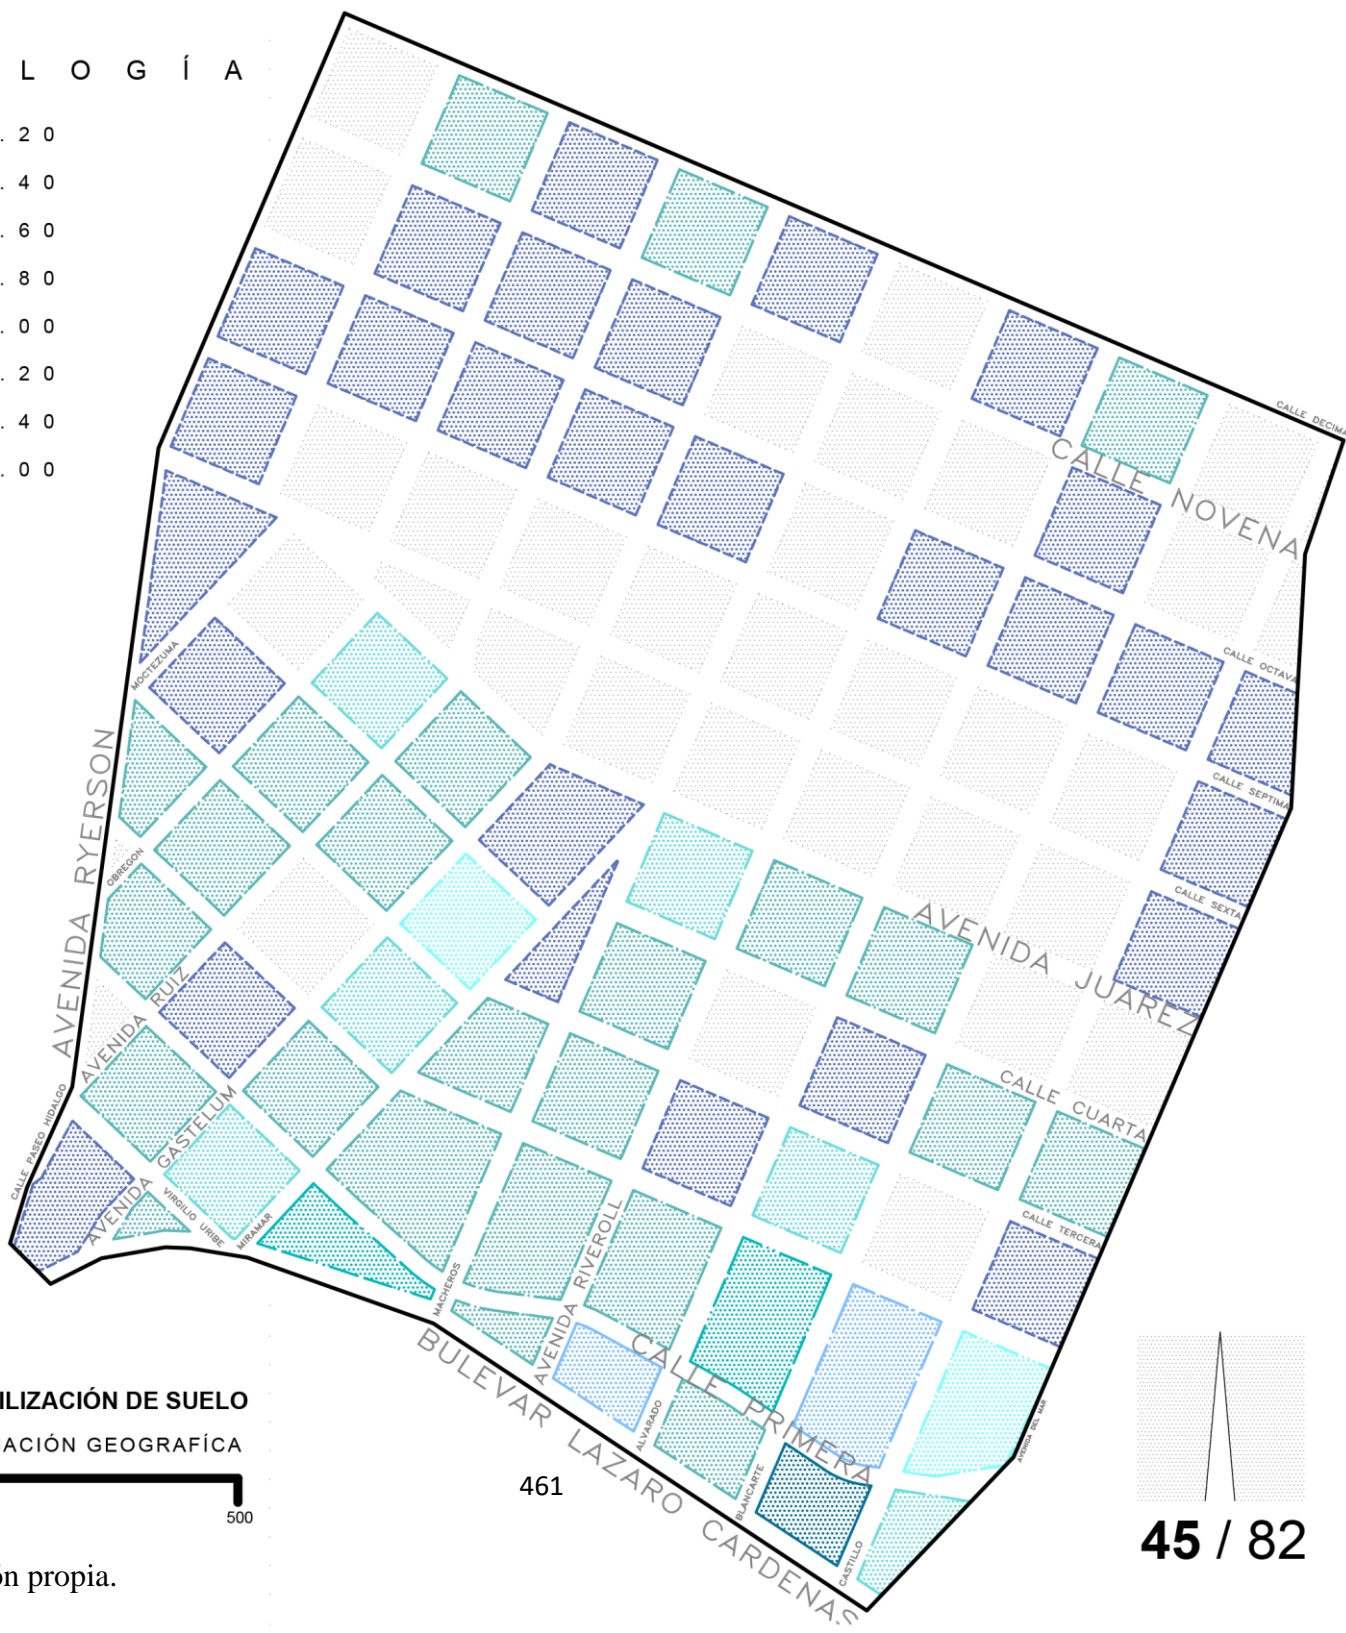 L O G Í A
. 2 0
. 4 0
. 6 0
. 8 0
. 0 0
. 2 0
. 4 0
. 0 0
CALLE DECIMA
CALLE NOVENA
CALLE OCTAVA
CALLE SEPTIMA
CALLE SEXTA
AVENIDA JUAREZ
CALLE CUARTA
CALLE TERCERA
MOCTEZUMA
AVENIDA RYERSON
OBREGON
AVENIDA RUIZ
CALLE PASEO HIDALGO
AVENIDA GASTELUM
VIRGILIO URIBE
MIRAMAR
MACHEROS
AVENIDA RIVEROLL
CALLE PRIMERA
ALVARADO
BLANCARTE
CASTILLO
AVENIDA DEL MAR
BULEVAR LAZARO CARDENAS
ILIZACIÓN DE SUELO
ACIÓN GEOGRAFÍCA
500
461
45 / 82
ón propia.